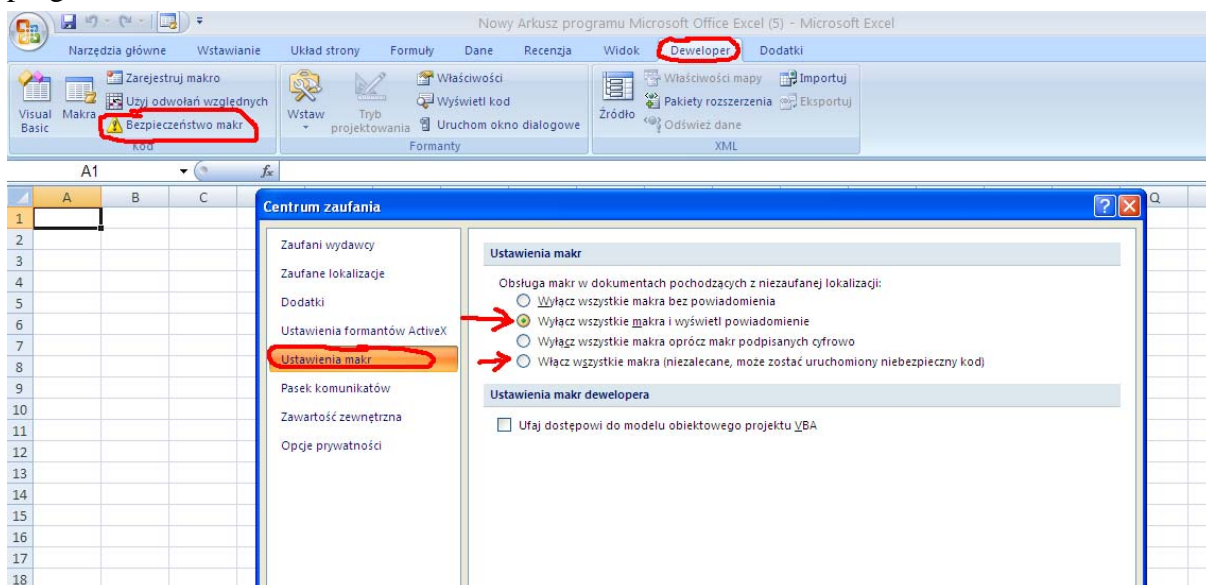 Nowy Arkusz programu Microsoft Office Excel (5) - Microsoft Excel
Narzędzia główne Wstawianie Układ strony Formuły Dane Recenzja Widok Deweloper Dodatki
Visual Basic
Makra
Zarejestruj makro
Użyj odwołań względnych
Bezpieczeństwo makr
Kod
Wstaw
Tryb projektowania
Właściwości
Wyświetl kod
Uruchom okno dialogowe
Formanty
Źródło
Właściwości mapy
Pakiety rozszerzenia
Odśwież dane
Importuj
Eksportuj
XML
A1 fx
A B C Q
1
2
3
4
5
6
7
8
9
10
11
12
13
14
15
16
17
18
Centrum zaufania
Zaufani wydawcy
Zaufane lokalizacje
Dodatki
Ustawienia formantów ActiveX
Ustawienia makr
Pasek komunikatów
Zawartość zewnętrzna
Opcje prywatności
Ustawienia makr
Obsługa makr w dokumentach pochodzących z niezaufanej lokalizacji:
Wyłącz wszystkie makra bez powiadomienia
Wyłącz wszystkie makra i wyświetl powiadomienie
Wyłącz wszystkie makra oprócz makr podpisanych cyfrowo
Włącz wszystkie makra (niezalecane, może zostać uruchomiony niebezpieczny kod)
Ustawienia makr dewelopera
Ufaj dostępowi do modelu obiektowego projektu VBA